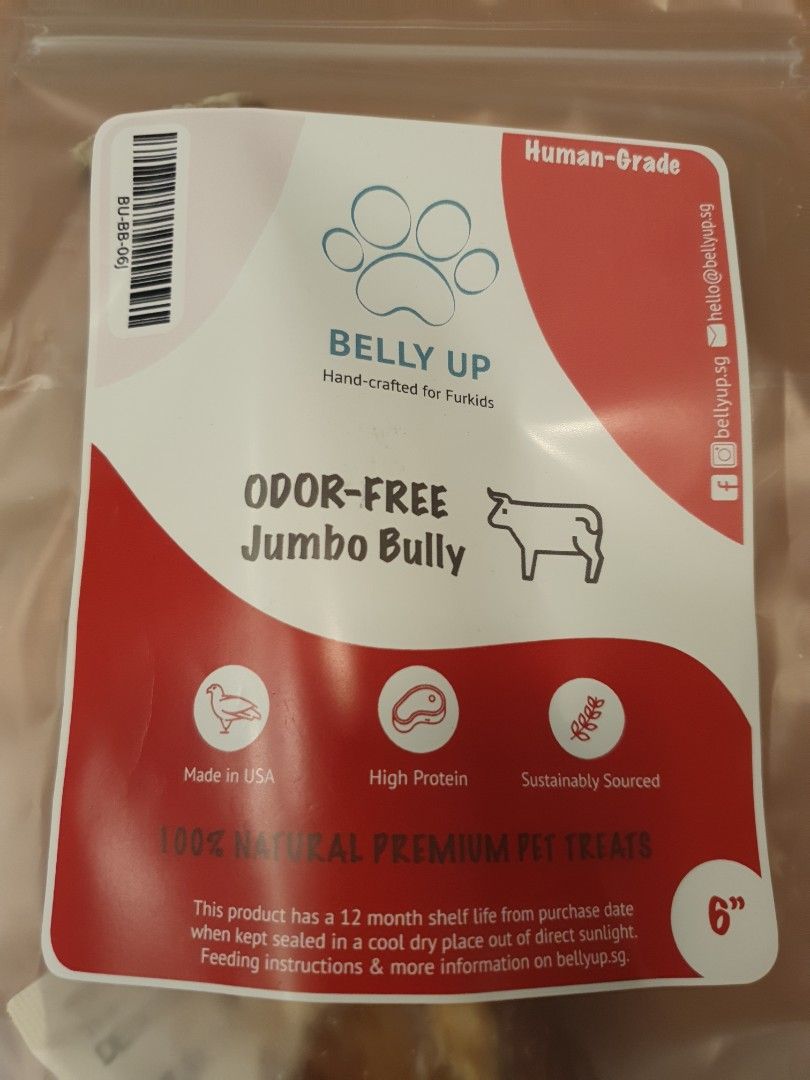 BU-BB-06J
Human-Grade
hello@bellyup.sg
bellyup.sg
BELLY UP
Hand-crafted for Furkids
ODOR-FREE
Jumbo Bully
Made in USA
High Protein
Sustainably Sourced
100% NATURAL PREMIUM PET TREATS
This product has a 12 month shelf life from purchase date
when kept sealed in a cool dry place out of direct sunlight.
Feeding instructions & more information on bellyup.sg.
6”